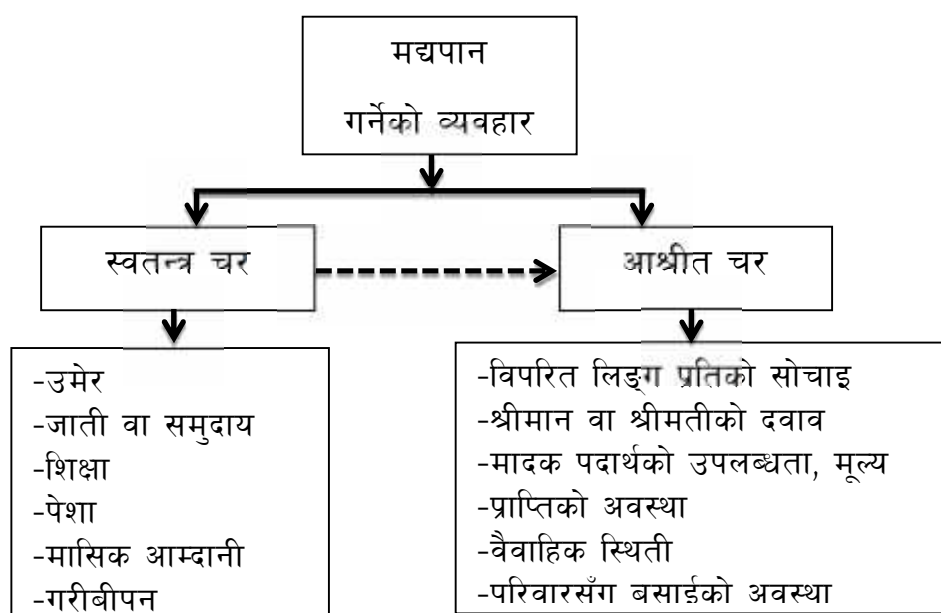 मद्यपान
गर्नेको व्यवहार
स्वतन्त्र चर
आश्रीत चर
-उमेर
-जाती वा समुदाय
-शिक्षा
-पेशा
-मासिक आम्दानी
-गरीबीपन
-विपरित लिङ्ग प्रतिको सोचाइ
-श्रीमान वा श्रीमतीको दवाव
-मादक पदार्थको उपलब्धता, मूल्य
-प्राप्तिको अवस्था
-वैवाहिक स्थिती
-परिवारसँग बसाईको अवस्था